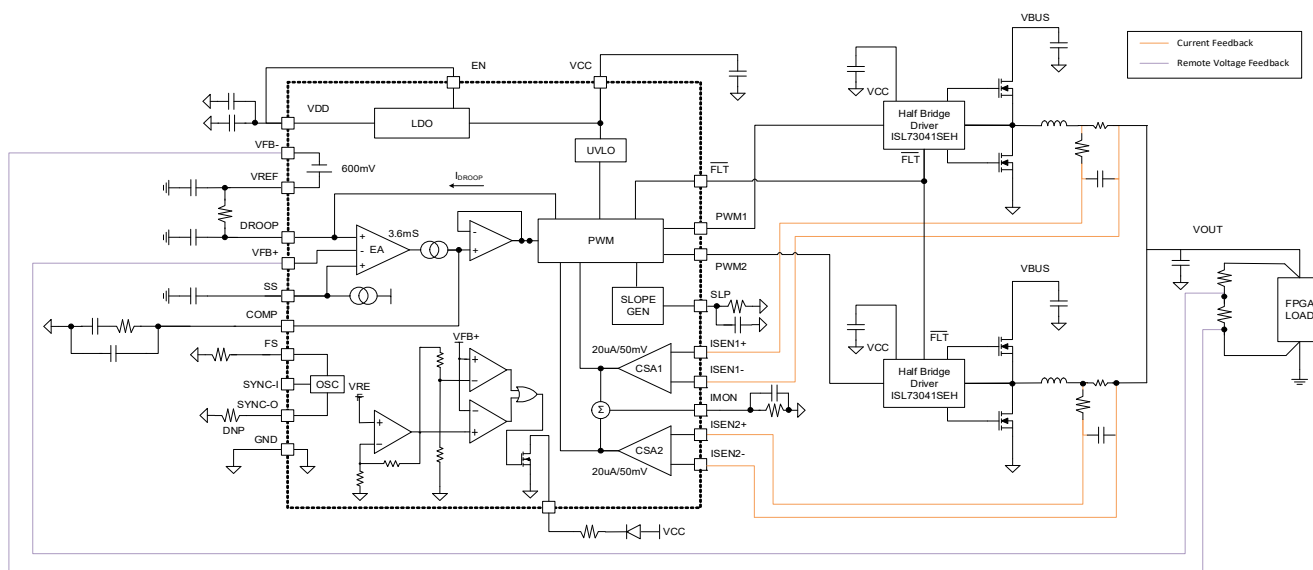 VBUS
EN
VCC
Current Feedback
Remote Voltage Feedback
VDD
LDO
VCC
Half Bridge
Driver
ISL73041SEH
FLT
VFB-
600mV
UVLO
FLT
VREF
IDROOP
DROOP
3.6mS
EA
PWM
PWM1
VFB+
PWM2
VOUT
VBUS
SS
SLOPE
GEN
SLP
FPGA
LOAD
COMP
FS
VFB+
20uA/50mV
CSA1
ISEN1+
VCC
FLT
Half Bridge
Driver
ISL73041SEH
SYNC-I
OSC
VRE
ISEN1-
IMON
Σ
SYNC-O
DNP
ISEN2+
GND
CSA2
20uA/50mV
ISEN2-
VCC